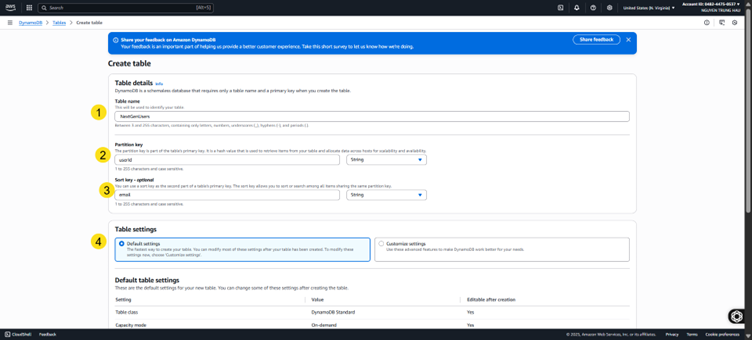 aws
Search
[Alt+S]
United States (N. Virginia)
Account ID: 0482-6475-8537
NGUYEN TRUNG HAU
DynamoDB > Tables > Create table
Share your feedback on Amazon DynamoDB
Your feedback is an important part of helping us provide a better customer experience. Take this short survey to let us know how we're doing.
Share feedback
Create table
Table details Info
DynamoDB is a schemaless database that requires only a table name and a primary key when you create the table.
1
Table name
This will be used to identify your table.
NextGenUsers
Between 3 and 255 characters, containing only letters, numbers, underscores (_), hyphens (-), and periods (.).
2
Partition key
The partition key is part of the table's primary key. It is a hash value that is used to retrieve items from your table and allocate data across hosts for scalability and availability.
userId
String
1 to 255 characters and case sensitive.
3
Sort key - optional
You can use a sort key as the second part of a table's primary key. The sort key allows you to sort or search among all items sharing the same partition key.
email
String
1 to 255 characters and case sensitive.
Table settings
4
Default settings
The fastest way to create your table. You can modify most of these settings after your table has been created. To modify these settings now, choose 'Customize settings'.
Customize settings
Use these advanced features to make DynamoDB work better for your needs.
Default table settings
These are the default settings for your new table. You can change some of these settings after creating the table.
Setting
Value
Editable after creation
Table class
DynamoDB Standard
Yes
Capacity mode
On-demand
Yes
CloudShell
Feedback
© 2025, Amazon Web Services, Inc. or its affiliates.
Privacy
Terms
Cookie preferences